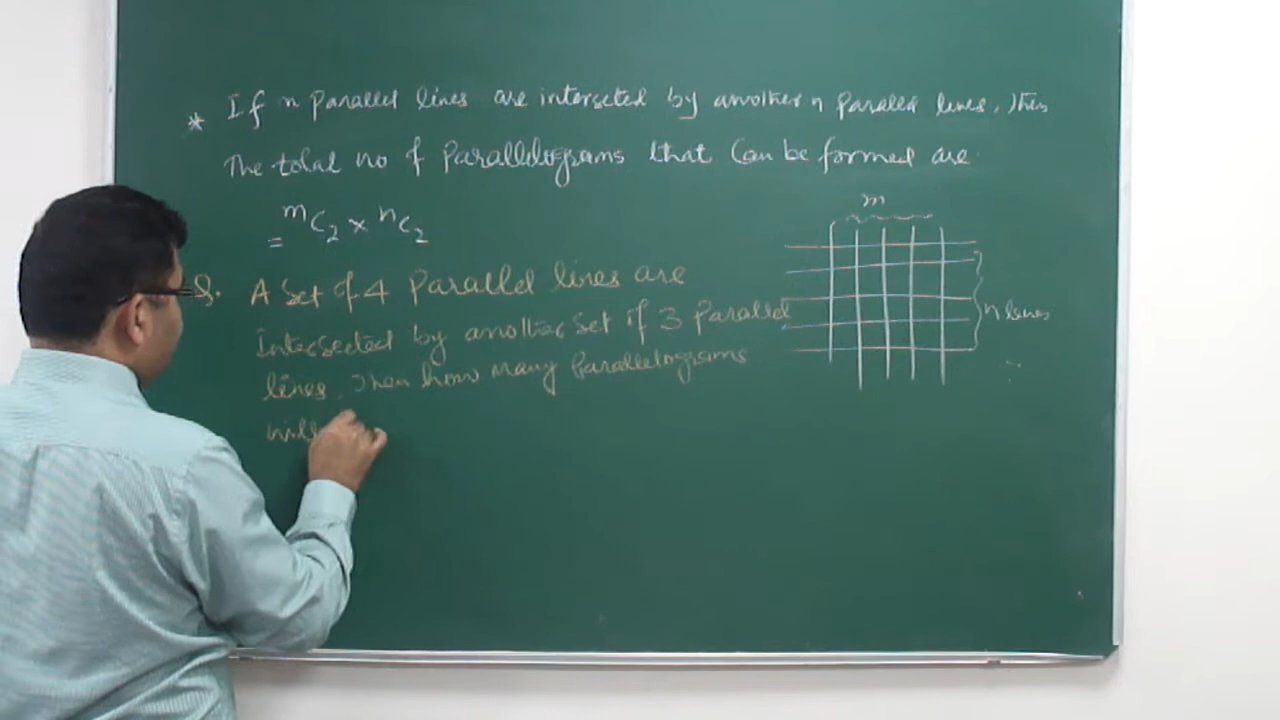 * If n parallel lines are intersected by another n parallel lines, then
The total no of Parallelograms that can be formed are
= mC2 × nC2
Q. A set of 4 Parallel lines are
Intersected by another set of 3 Parallel
lines. Then how many Parallelograms
will
m
n lines